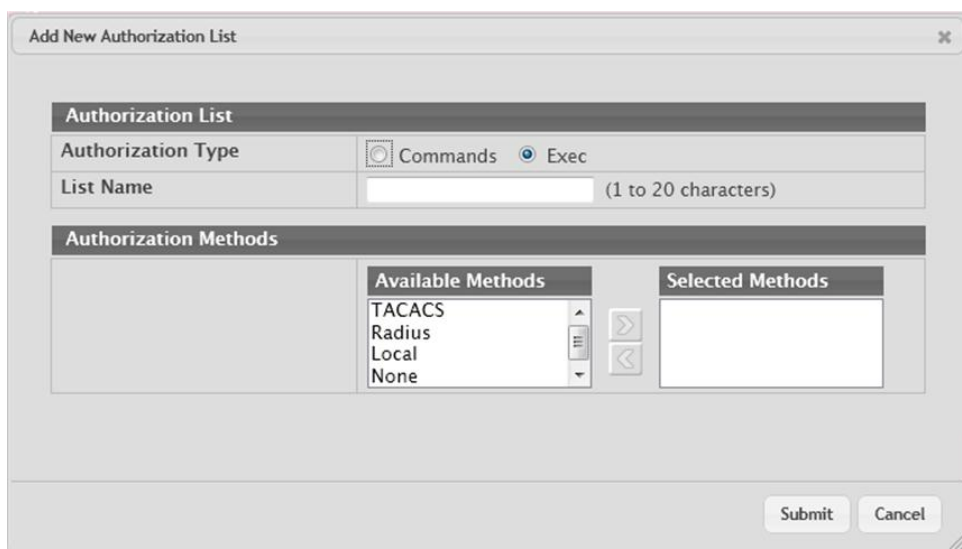 Add New Authorization List
Authorization List
Authorization Type Commands Exec
List Name (1 to 20 characters)
Authorization Methods
Available Methods Selected Methods
TACACS
Radius
Local
None
Submit Cancel